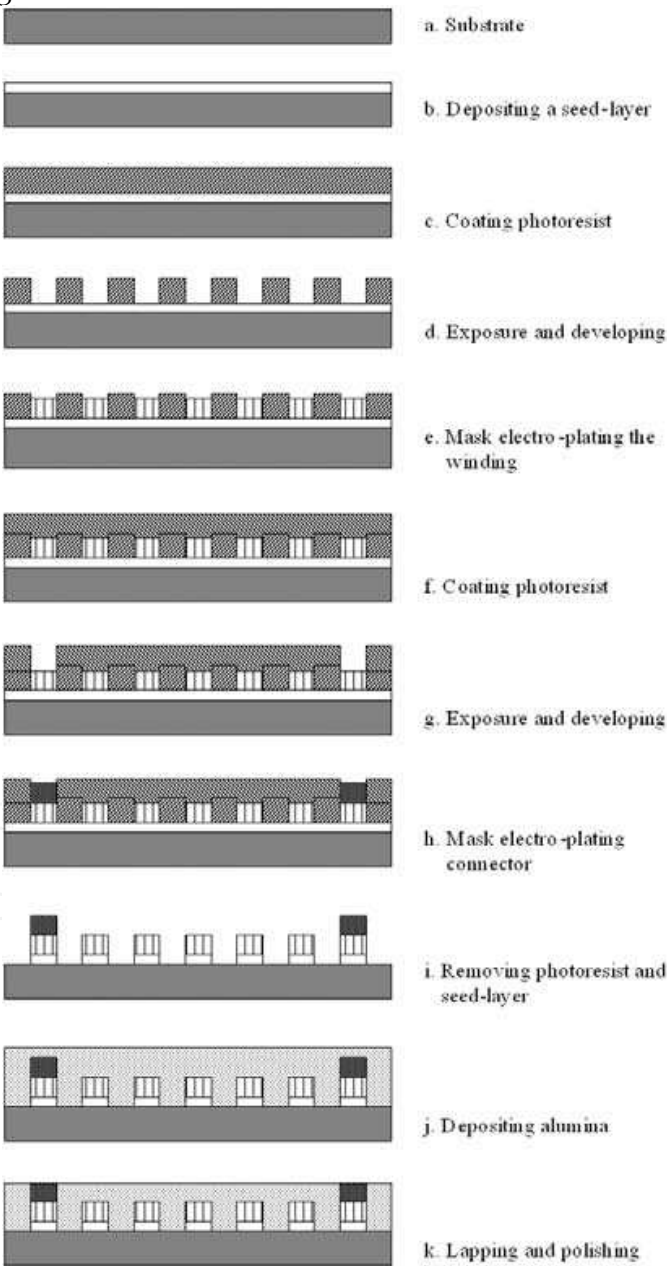 a. Substrate
b. Depositing a seed-layer
c. Coating photoresist
d. Exposure and developing
e. Mask electro-plating the
winding
f. Coating photoresist
g. Exposure and developing
h. Mask electro-plating
connector
i. Removing photoresist and
seed-layer
j. Depositing alumina
k. Lapping and polishing